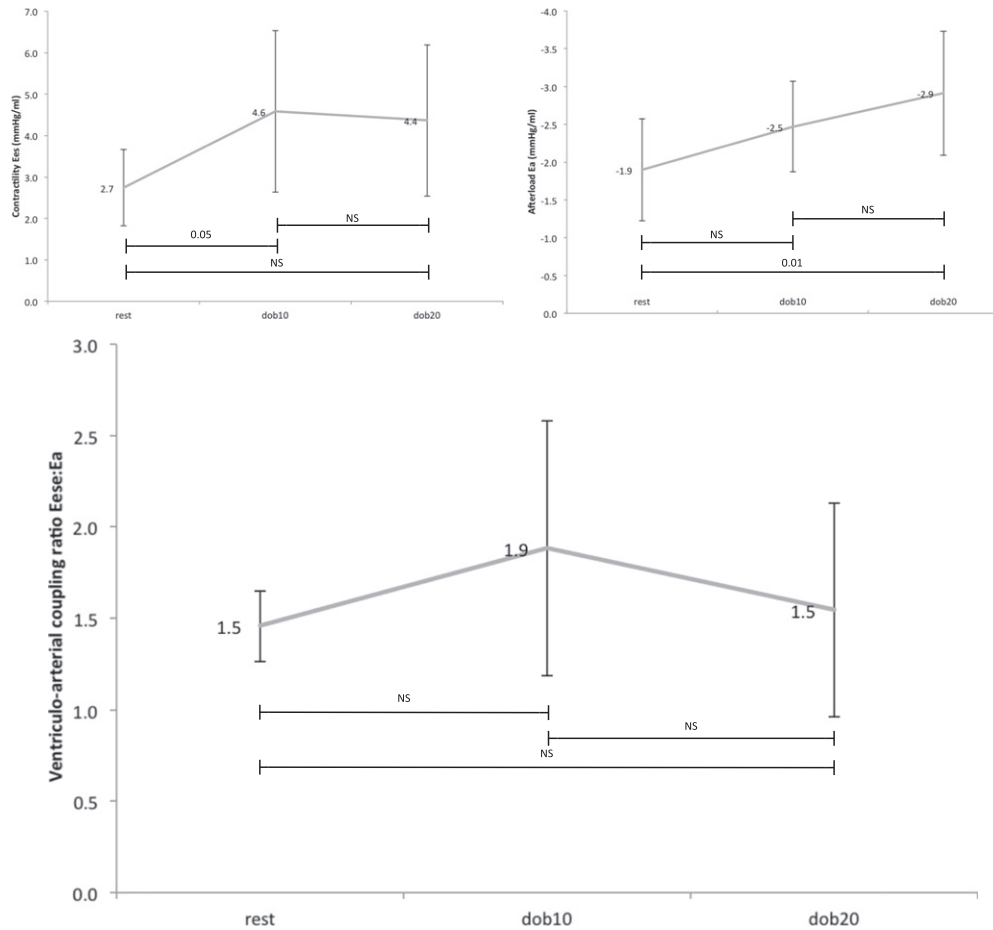 Contractility Ees (mmHg/ml)
7.0
6.0
5.0
4.0
3.0
2.0
1.0
0.0
2.7
4.6
4.4
NS
0.05
NS
rest
dob10
dob20
Afterload Ea (mmHg/ml)
-4.0
-3.5
-3.0
-2.5
-2.0
-1.5
-1.0
-0.5
0.0
-1.9
-2.5
-2.9
NS
NS
0.01
rest
dob10
dob20
Ventriculo-arterial coupling ratio Eese:Ea
3.0
2.5
2.0
1.5
1.0
0.5
0.0
1.5
1.9
1.5
NS
NS
NS
rest
dob10
dob20